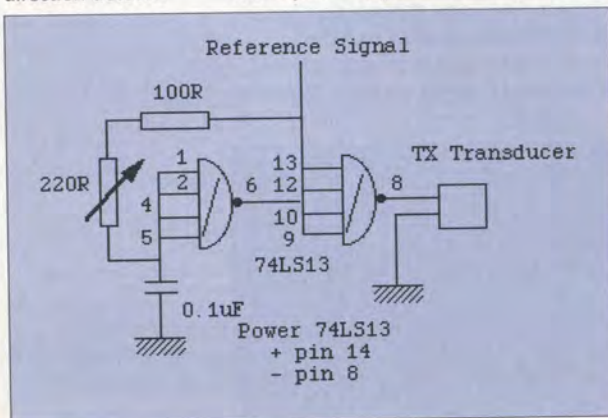 Reference Signal
100R
TX Transducer
220R
1
2
4
5
6
13
12
10
9
8
74LS13
0.1uF
Power 74LS13
+ pin 14
- pin 8